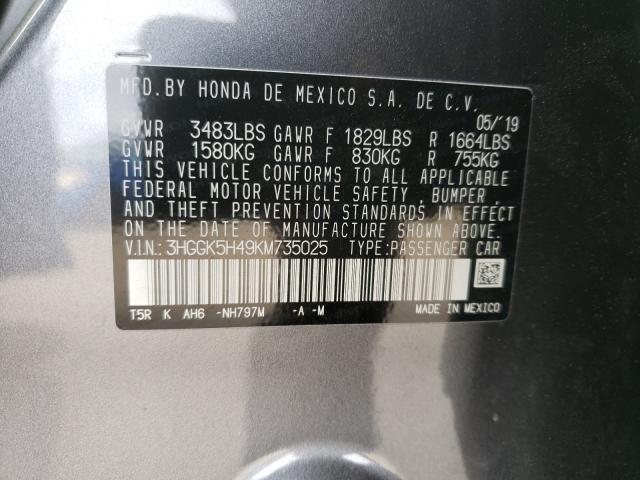 MFD.BY HONDA DE MEXICO S.A. DE C.V.
05/'19
GVWR 3483LBS GAWR F 1829LBS R 1664LBS
GVWR 1580KG GAWR F 830KG R 755KG
THIS VEHICLE CONFORMS TO ALL APPLICABLE
FEDERAL MOTOR VEHICLE SAFETY , BUMPER ,
AND THEFT PREVENTION STANDARDS IN EFFECT
ON THE DATE OF MANUFACTURE SHOWN ABOVE.
V.I.N.: 3HGGK5H49KM735025 TYPE:PASSENGER CAR
T5R K AH6 -NH797M -A -M MADE IN MEXICO